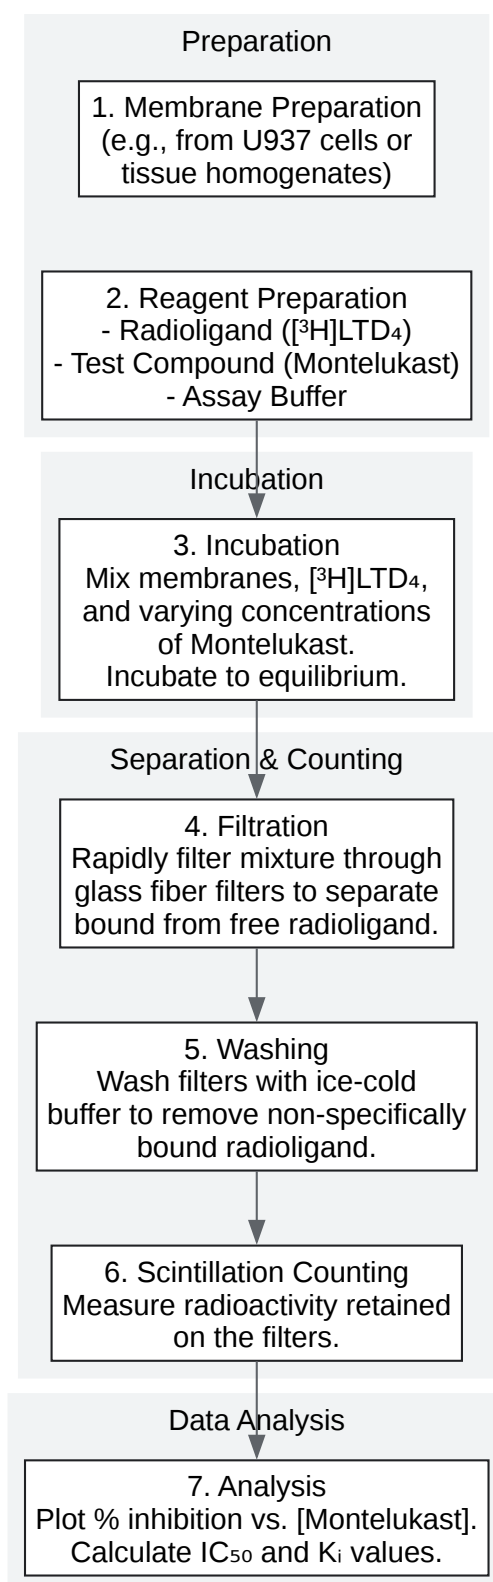 Preparation
1. Membrane Preparation
(e.g., from U937 cells or
tissue homogenates)
2. Reagent Preparation
- Radioligand ([³H]LTD₄)
- Test Compound (Montelukast)
- Assay Buffer
Incubation
3. Incubation
Mix membranes, [³H]LTD₄,
and varying concentrations
of Montelukast.
Incubate to equilibrium.
Separation & Counting
4. Filtration
Rapidly filter mixture through
glass fiber filters to separate
bound from free radioligand.
5. Washing
Wash filters with ice-cold
buffer to remove non-specifically
bound radioligand.
6. Scintillation Counting
Measure radioactivity retained
on the filters.
Data Analysis
7. Analysis
Plot % inhibition vs. [Montelukast].
Calculate IC₅₀ and Kᵢ values.